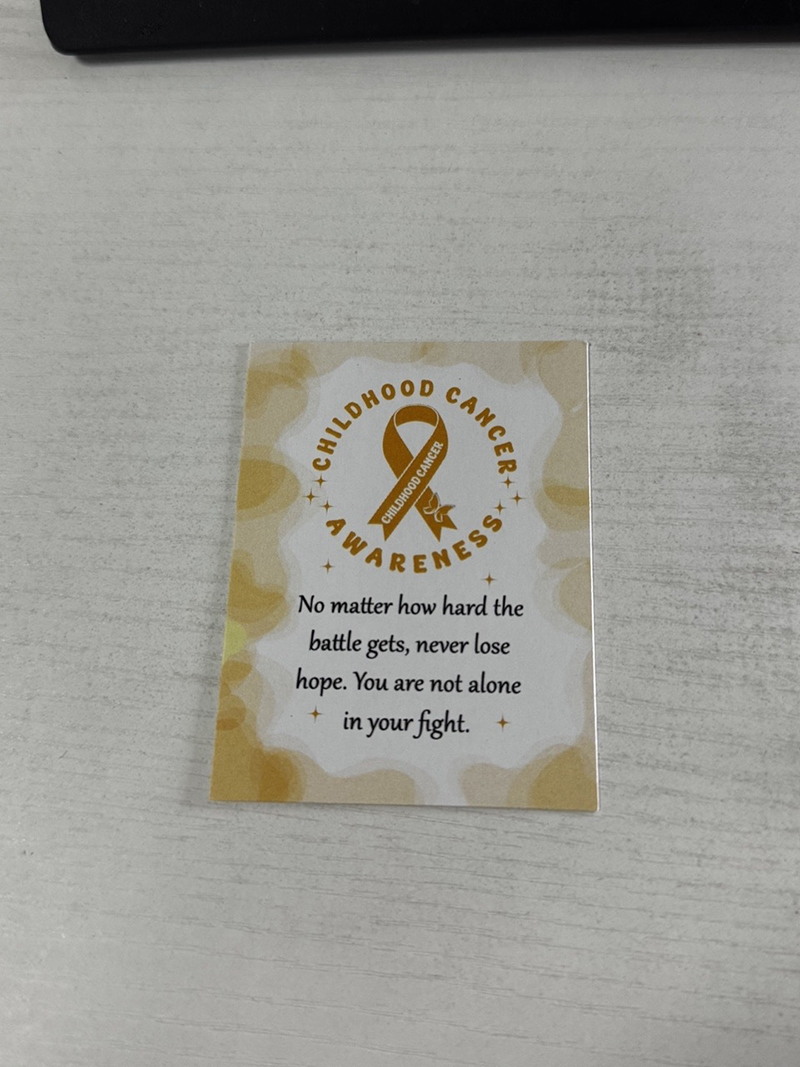 CHILDHOOD CANCER
CHILDHOOD CANCER
AWARENESS
No matter how hard the
battle gets, never lose
hope. You are not alone
in your fight.